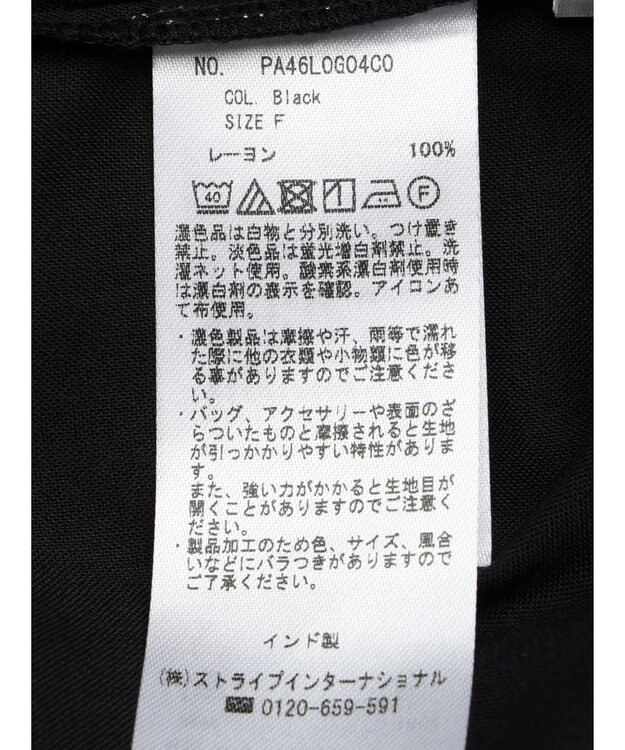 NO. PA46L0G04C0
COL. Black
SIZE F
レーヨン 100%
40
F
濃色品は白物と分別洗い。つけ置き
禁止。淡色品は蛍光増白剤禁止。洗
濯ネット使用。酸素系漂白剤使用時
は漂白剤の表示を確認。アイロンあ
て布使用。
・濃色製品は摩擦や汗、雨等で濡れ
た際に他の衣類や小物類に色が移
る事がありますのでご注意くださ
い。
・バッグ、アクセサリーや表面のざ
らついたものと摩擦されると生地
が引っかかりやすい特性がありま
す。
また、強い力がかかると生地目が
開くことがありますのでご注意く
ださい。
・製品加工のため色、サイズ、風合
いなどにバラつきがありますので
ご了承ください。
インド製
(株)ストライプインターナショナル
0120-659-591